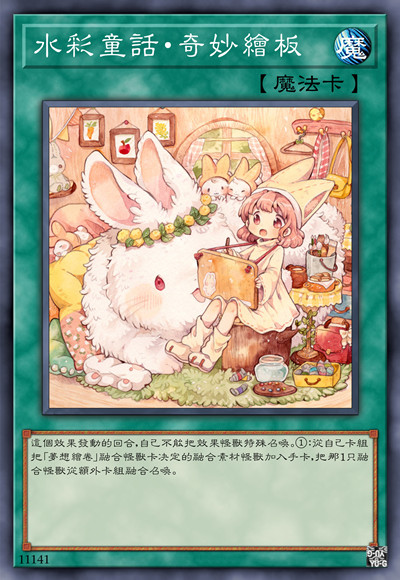 水彩童話・奇妙繪板
魔
【魔法卡】
這個效果發動的回合,自己不能把效果怪獸特殊召喚。①:從自己卡組
把「夢想繪卷」融合怪獸卡決定的融合素材怪獸加入手卡,把那1只融
合怪獸從額外卡組融合召喚。
11141